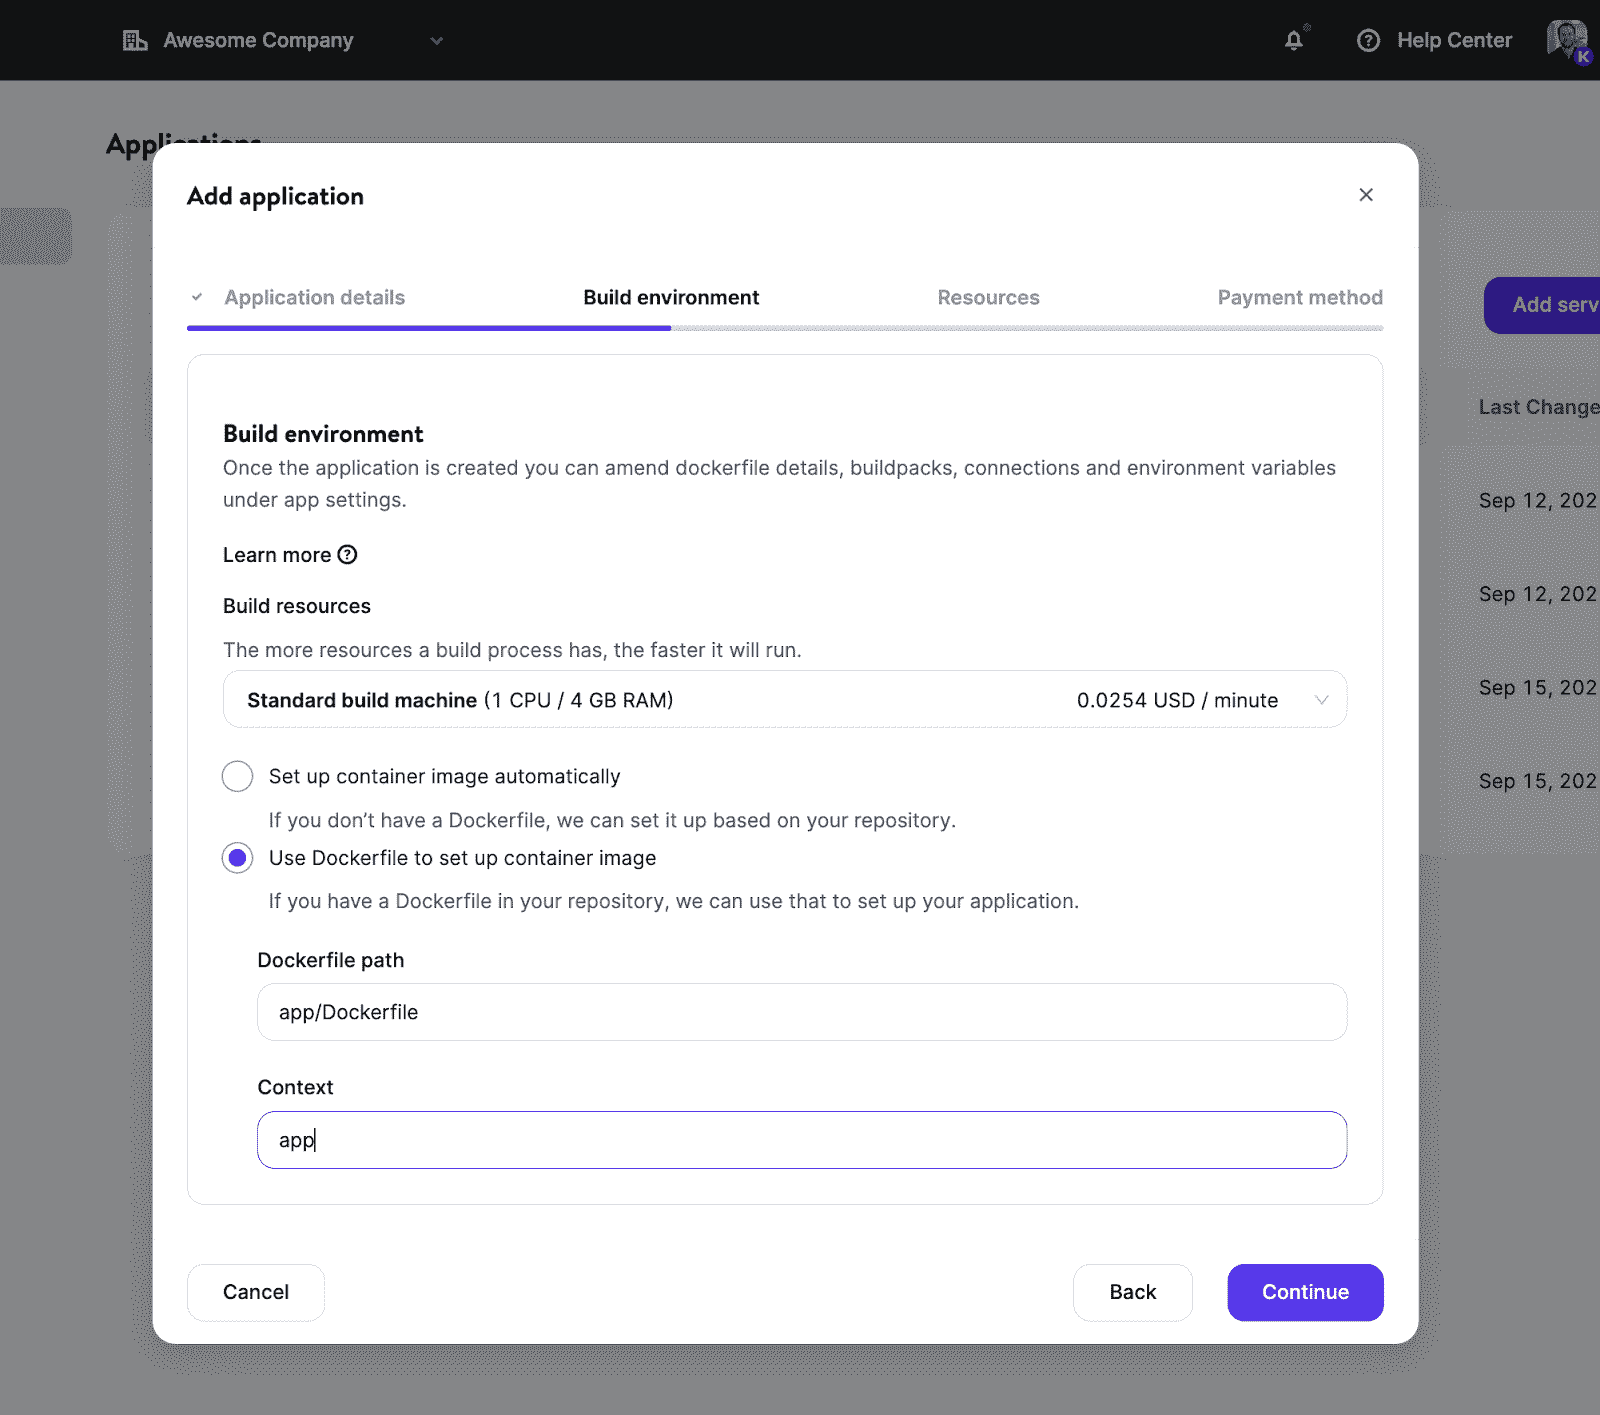 Awesome Company
Help Center
K
Applications
Add application
Application details
Build environment
Resources
Payment method
Add serv
Build environment
Once the application is created you can amend dockerfile details, buildpacks, connections and environment variables
under app settings.
Last Change
Sep 12, 202
Learn more
Sep 12, 202
Build resources
The more resources a build process has, the faster it will run.
Sep 15, 202
Standard build machine (1 CPU / 4 GB RAM) 0.0254 USD / minute
Sep 15, 202
Set up container image automatically
If you don’t have a Dockerfile, we can set it up based on your repository.
Use Dockerfile to set up container image
If you have a Dockerfile in your repository, we can use that to set up your application.
Dockerfile path
app/Dockerfile
Context
app
Cancel
Back
Continue